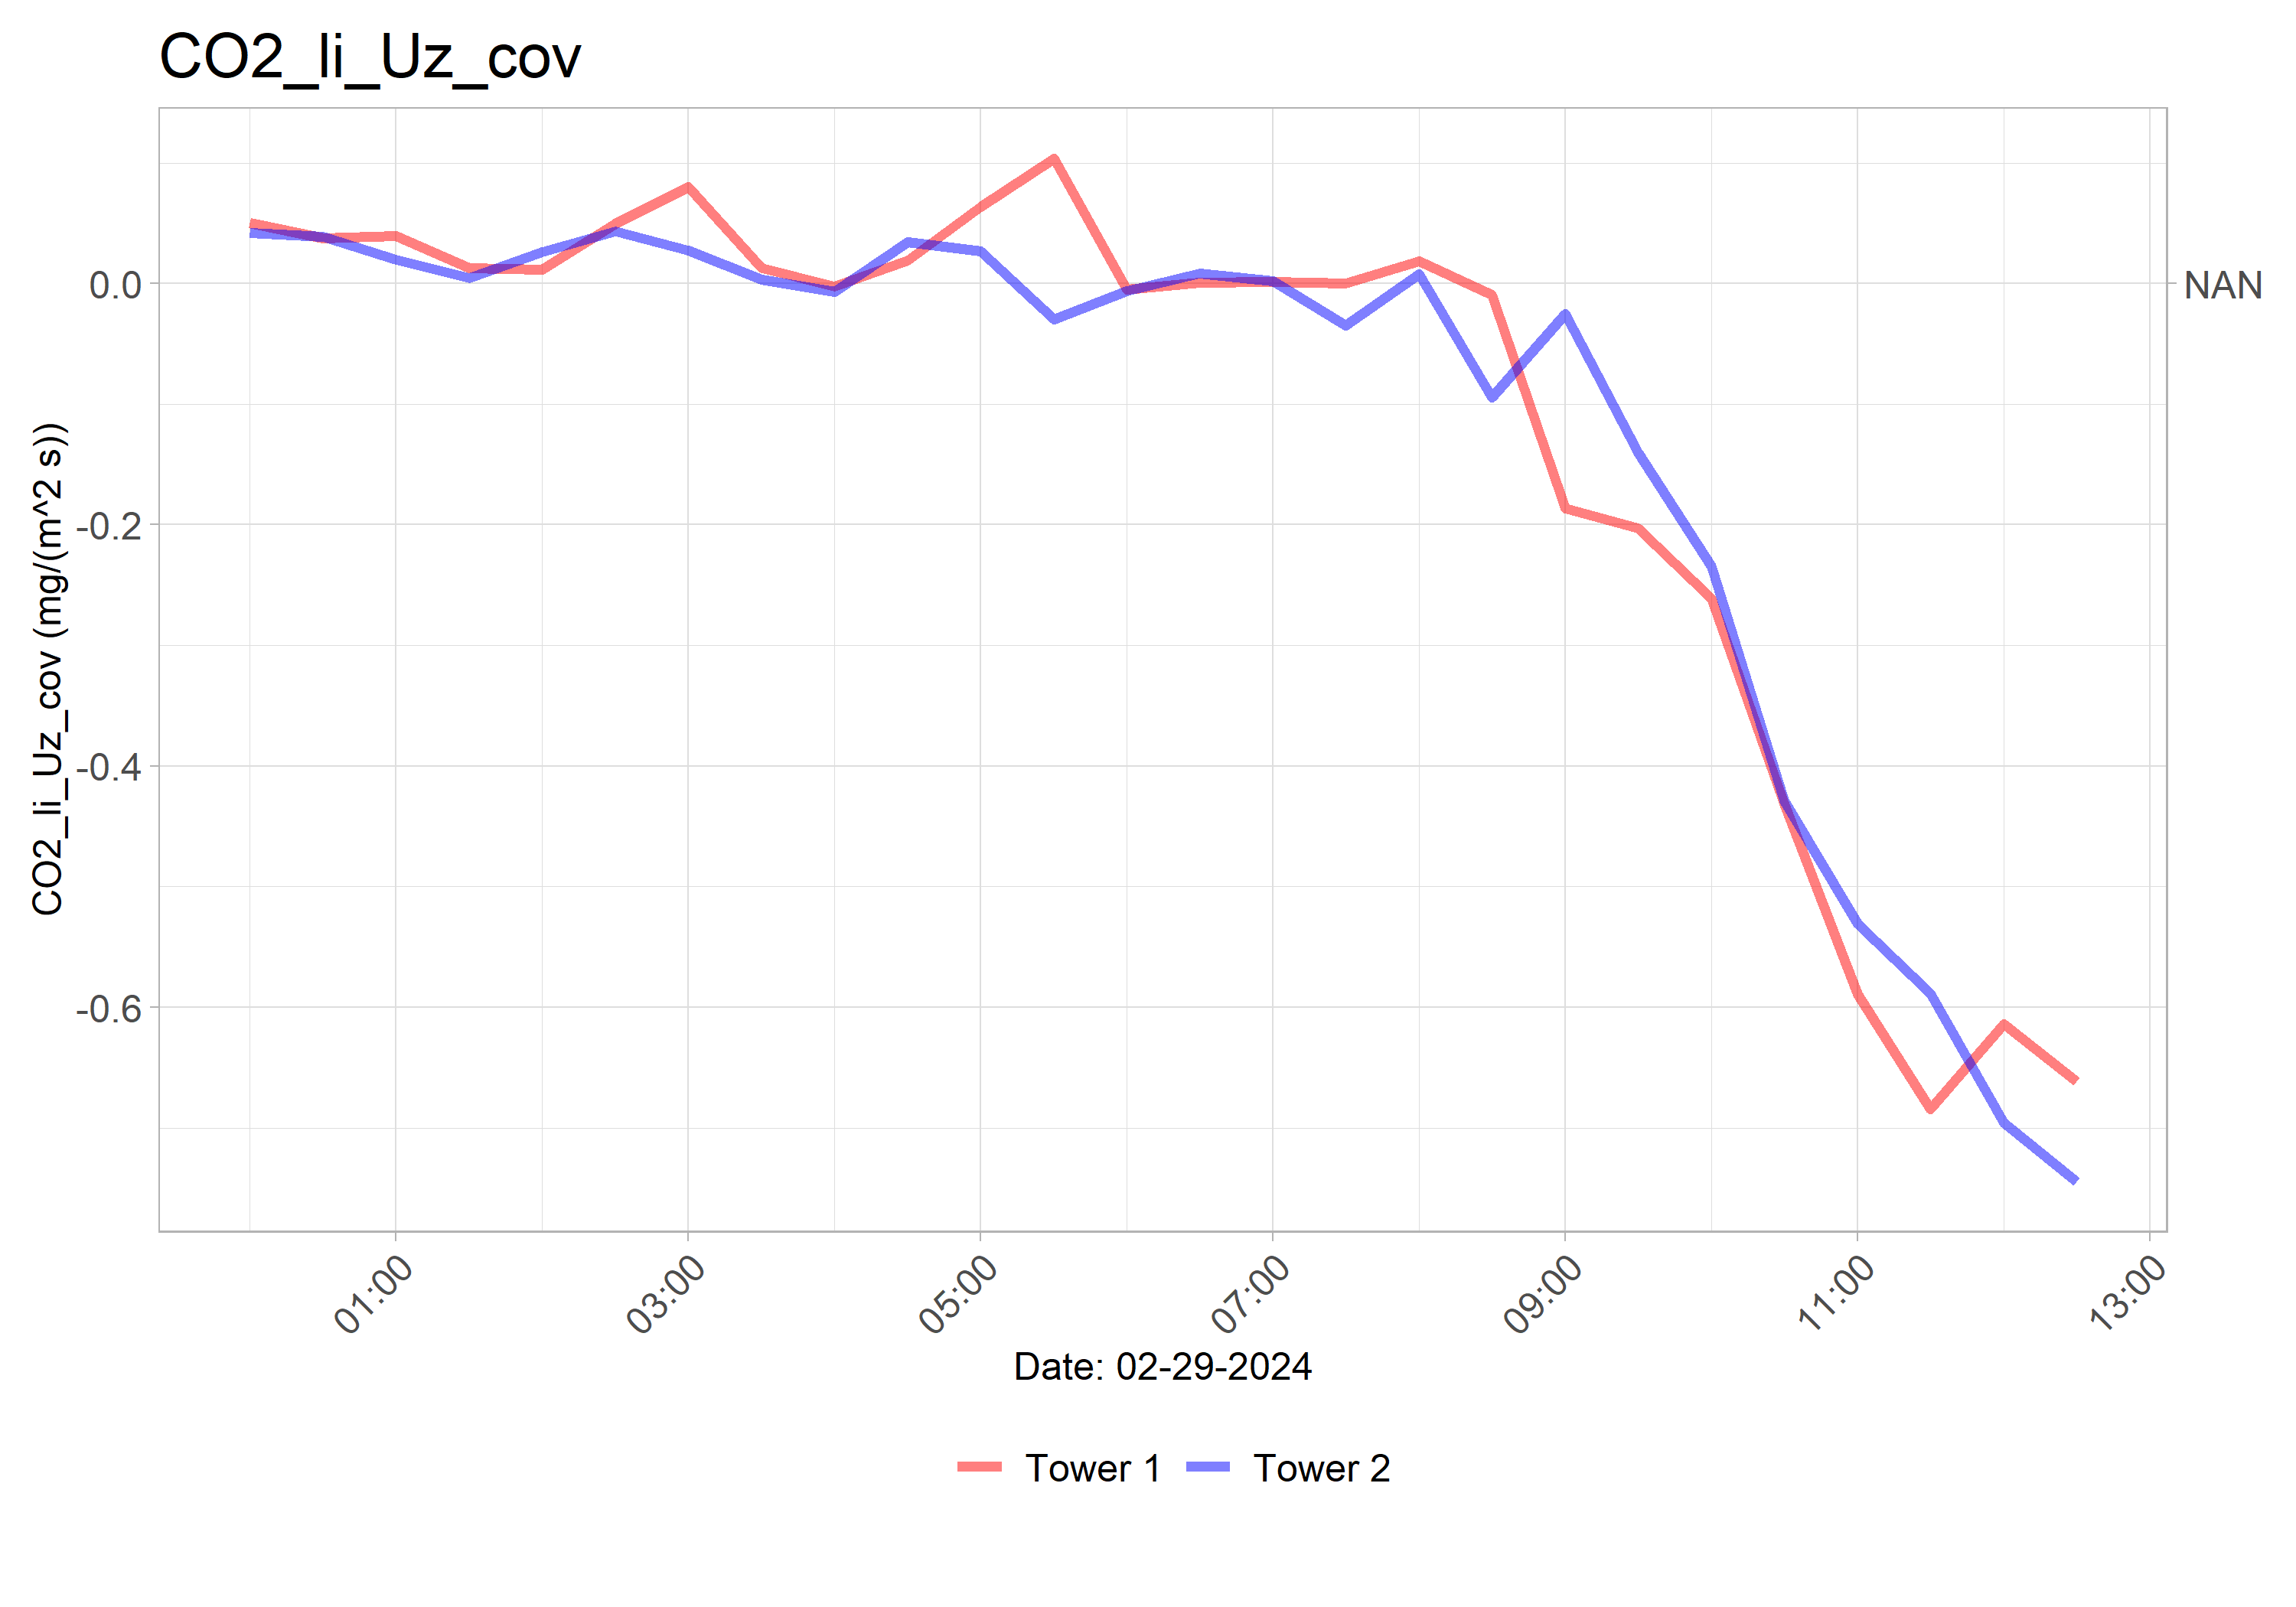 CO2_li_Uz_cov
CO2_li_Uz_cov (mg/(m^2 s))
0.0
-0.2
-0.4
-0.6
NAN
01:00
03:00
05:00
07:00
09:00
11:00
13:00
Date: 02-29-2024
Tower 1
Tower 2